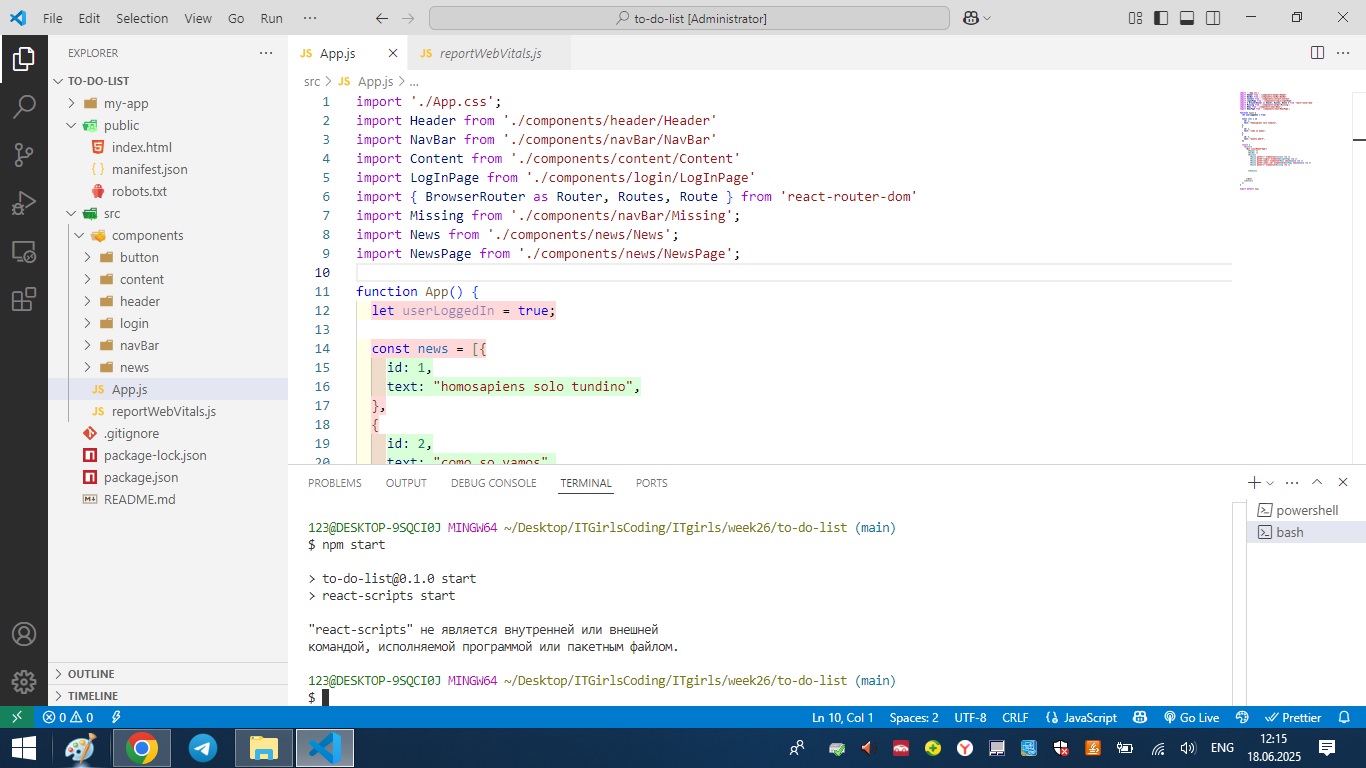 File Edit Selection View Go Run ··· to-do-list [Administrator]
EXPLORER ···
TO-DO-LIST
my-app
public
index.html
manifest.json
robots.txt
src
components
button
content
header
login
navBar
news
JS App.js
JS reportWebVitals.js
.gitignore
package-lock.json
package.json
README.md
OUTLINE
TIMELINE
JS App.js JS reportWebVitals.js
src > JS App.js > ...
1 import './App.css';
2 import Header from './components/header/Header'
3 import NavBar from './components/navBar/NavBar'
4 import Content from './components/content/Content'
5 import LogInPage from './components/login/LogInPage'
6 import { BrowserRouter as Router, Routes, Route } from 'react-router-dom'
7 import Missing from './components/navBar/Missing';
8 import News from './components/news/News';
9 import NewsPage from './components/news/NewsPage';
10
11 function App() {
12 let userLoggedIn = true;
13
14 const news = [{
15 id: 1,
16 text: "homosapiens solo tundino",
17 },
18 {
19 id: 2,
20 text: "como so vamos"
PROBLEMS OUTPUT DEBUG CONSOLE TERMINAL PORTS
powershell
bash
123@DESKTOP-9SQCI0J MINGW64 ~/Desktop/ITGirlsCoding/ITgirls/week26/to-do-list (main)
$ npm start
> to-do-list@0.1.0 start
> react-scripts start
"react-scripts" не является внутренней или внешней
командой, исполняемой программой или пакетным файлом.
123@DESKTOP-9SQCI0J MINGW64 ~/Desktop/ITGirlsCoding/ITgirls/week26/to-do-list (main)
$
0 0 Ln 10, Col 1 Spaces: 2 UTF-8 CRLF {} JavaScript Go Live Prettier
ENG 12:15
18.06.2025